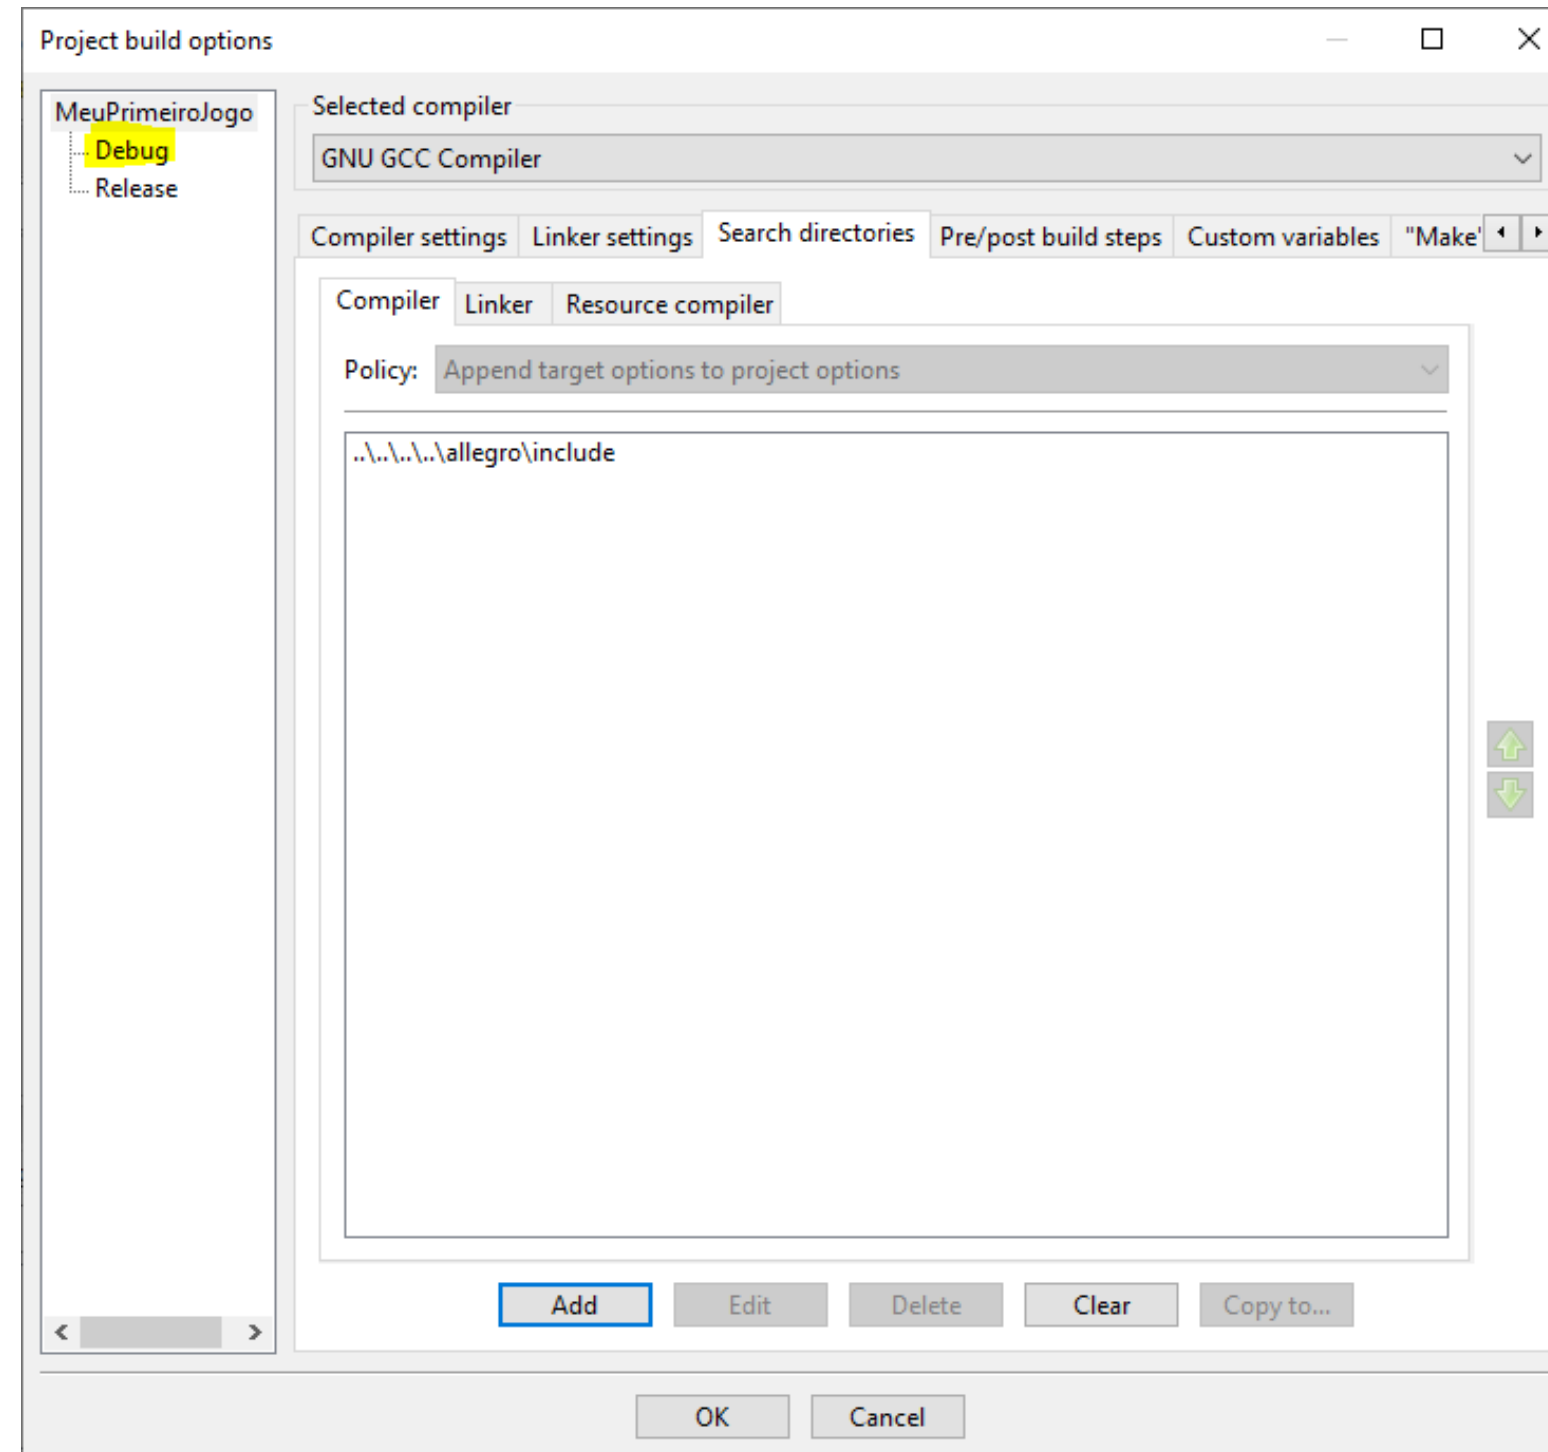 Project build options
MeuPrimeiroJogo
Debug
Release
Selected compiler
GNU GCC Compiler
Compiler settings Linker settings Search directories Pre/post build steps Custom variables "Make"
Compiler Linker Resource compiler
Policy: Append target options to project options
..\..\..\..\allegro\include
Add Edit Delete Clear Copy to...
OK Cancel